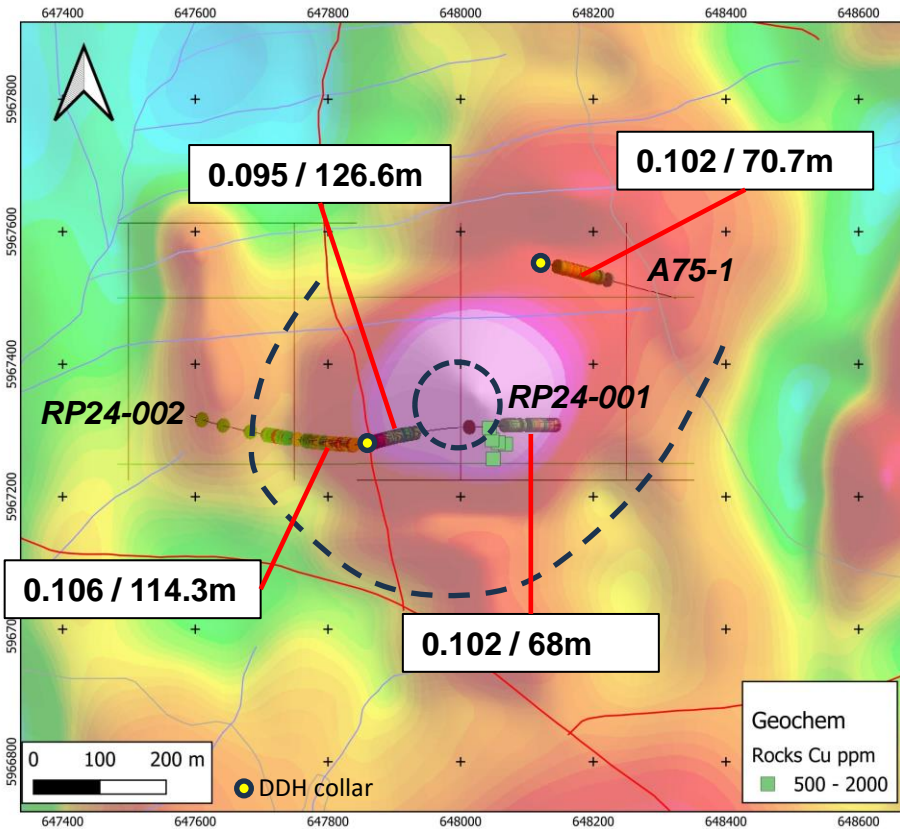 647400 647600 647800 648000 648200 648400 648600
5967800
0.102 / 70.7m
0.095 / 126.6m
5967600
A75-1
5967400
RP24-001
RP24-002
5967200
0.106 / 114.3m
0.102 / 68m
Geochem
Rocks Cu ppm
500 - 2000
5966800
0 100 200 m
DDH collar
647400 647600 647800 648000 648200 648400 648600